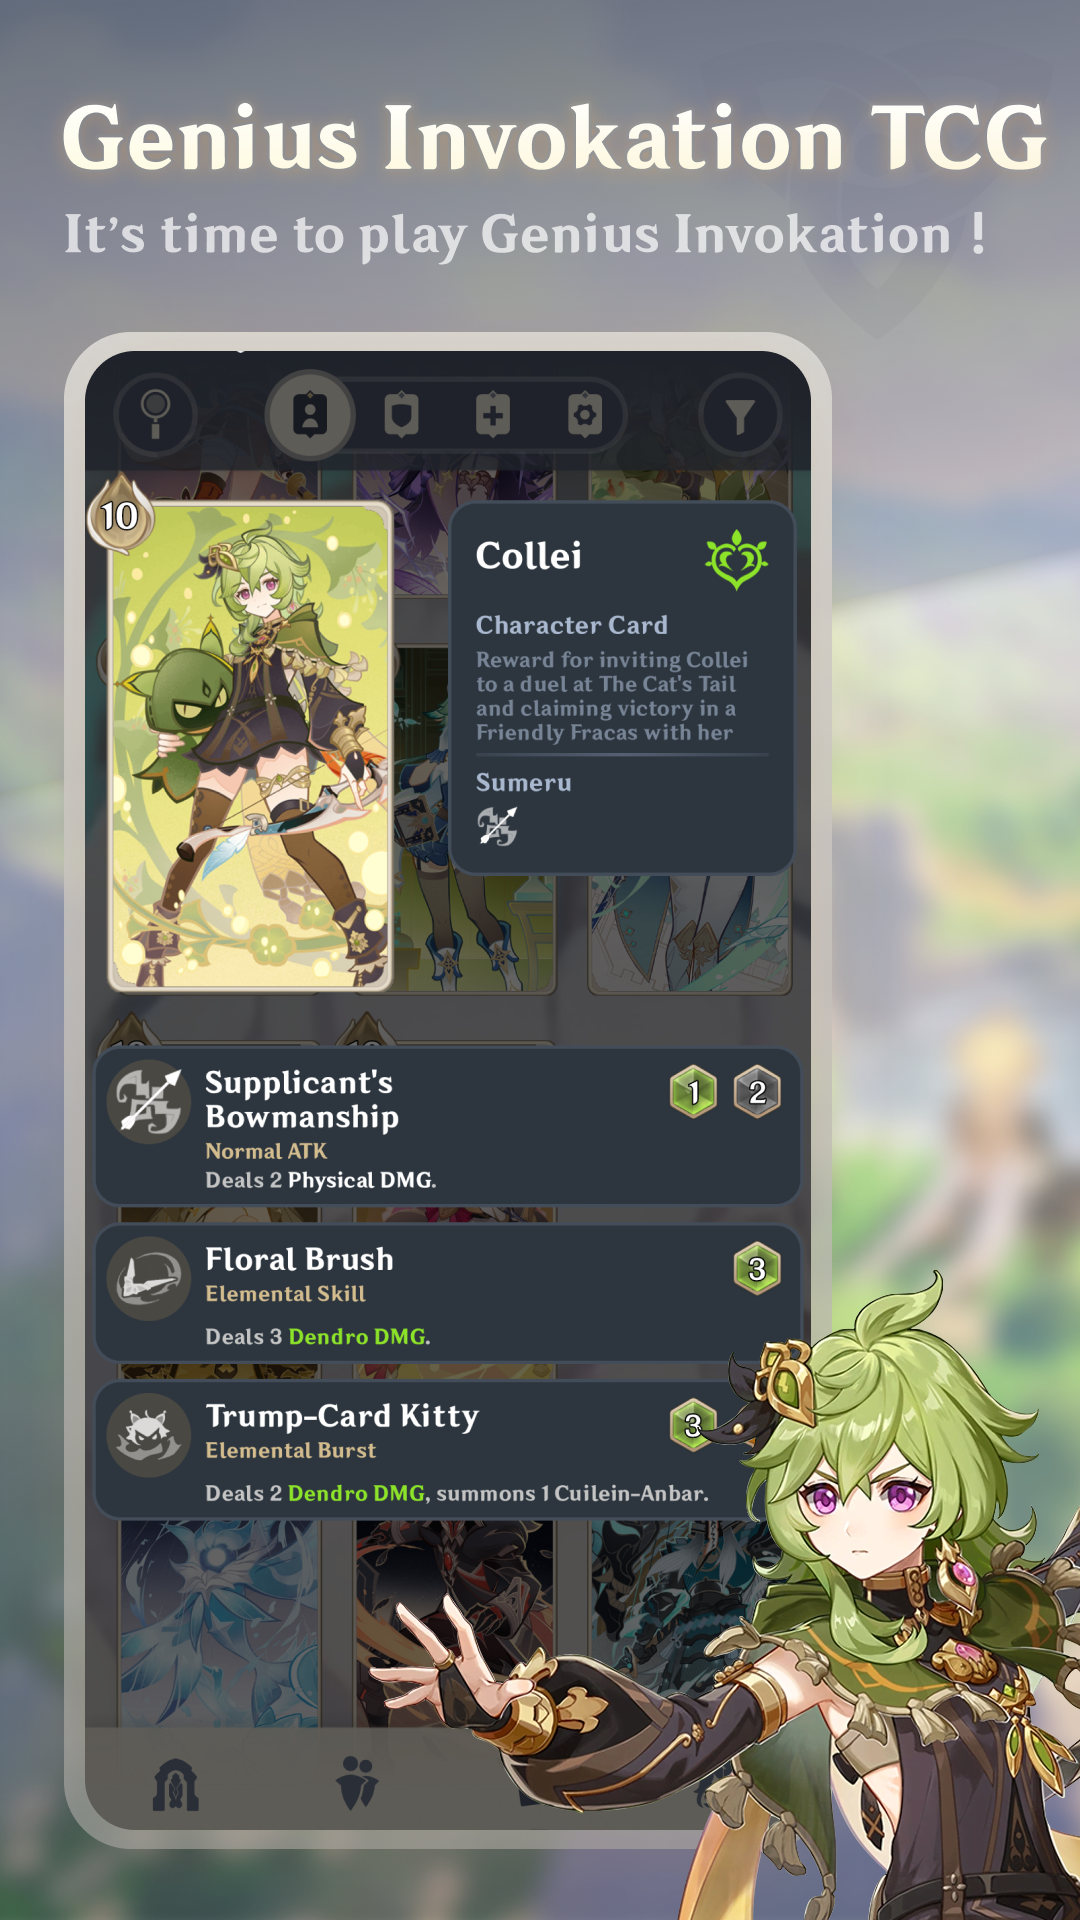 Genius Invokation TCG
It's time to play Genius Invokation !
10
Collei
Character Card
Reward for inviting Collei
to a duel at The Cat's Tail
and claiming victory in a
Friendly Fracas with her
Sumeru
Supplicant's
Bowmanship
1 2
Normal ATK
Deals 2 Physical DMG.
Floral Brush
3
Elemental Skill
Deals 3 Dendro DMG.
Trump-Card Kitty
3
Elemental Burst
Deals 2 Dendro DMG, summons 1 Cuilein-Anbar.